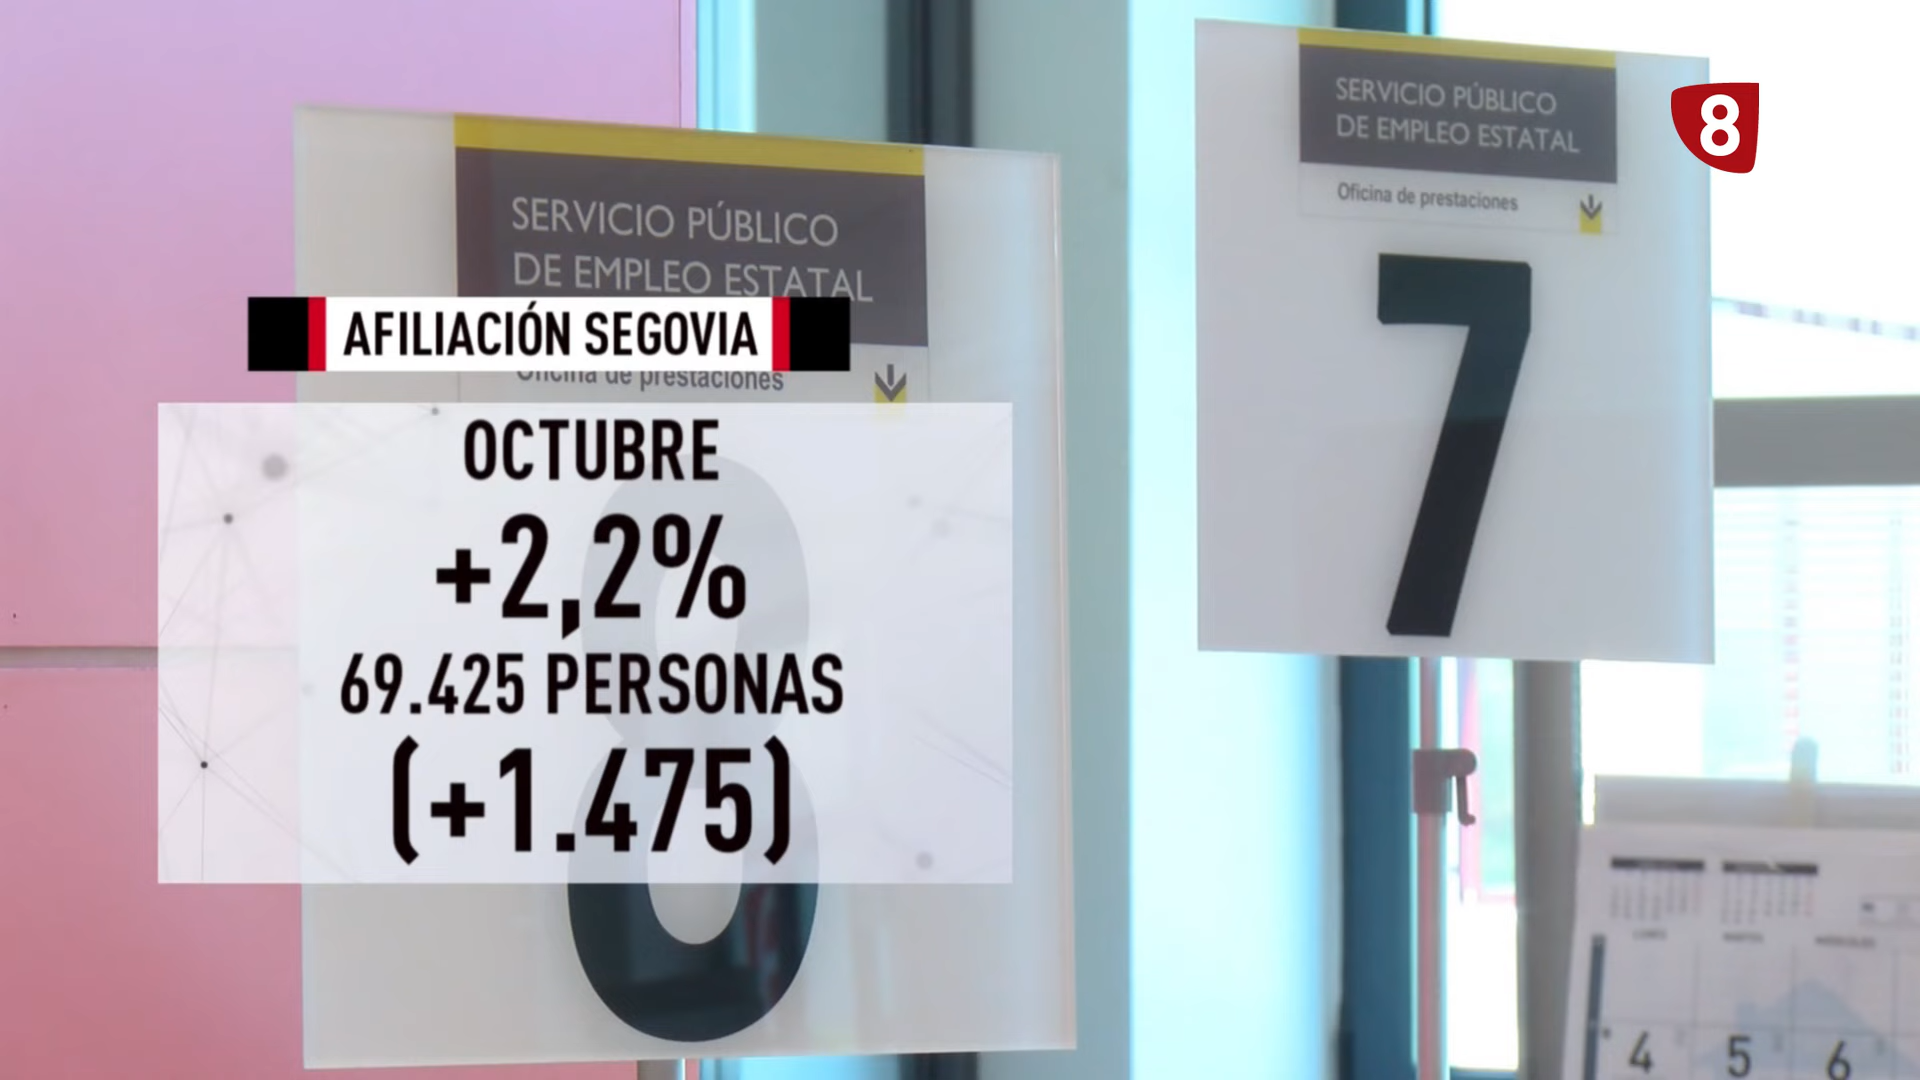 SERVICIO PÚBLICO
DE EMPLEO ESTATAL
Oficina de prestaciones
8
AFILIACIÓN SEGOVIA
OCTUBRE
+2,2%
69.425 PERSONAS
(+1.475)
SERVICIO PÚBLICO
DE EMPLEO ESTATAL
Oficina de prestaciones
7
8
4 5 6